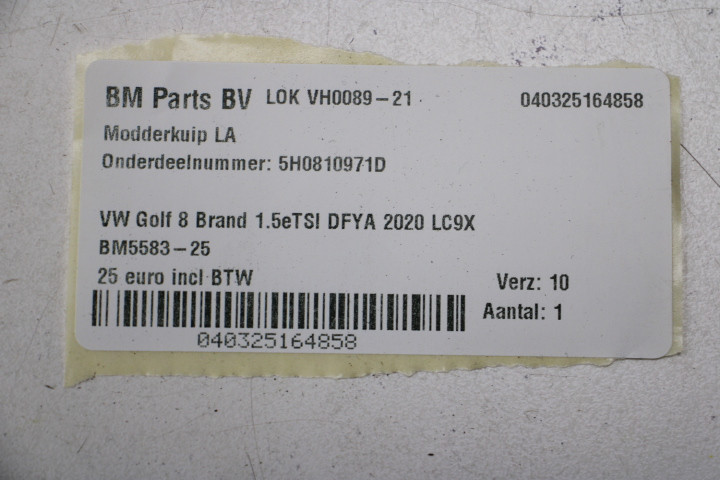 BM Parts BV LOK VH0089-21 040325164858
Modderkuip LA
Onderdeelnummer: 5H0810971D
VW Golf 8 Brand 1.5eTSI DFYA 2020 LC9X
BM5583-25
25 euro incl BTW Verz: 10
Aantal: 1
040325164858